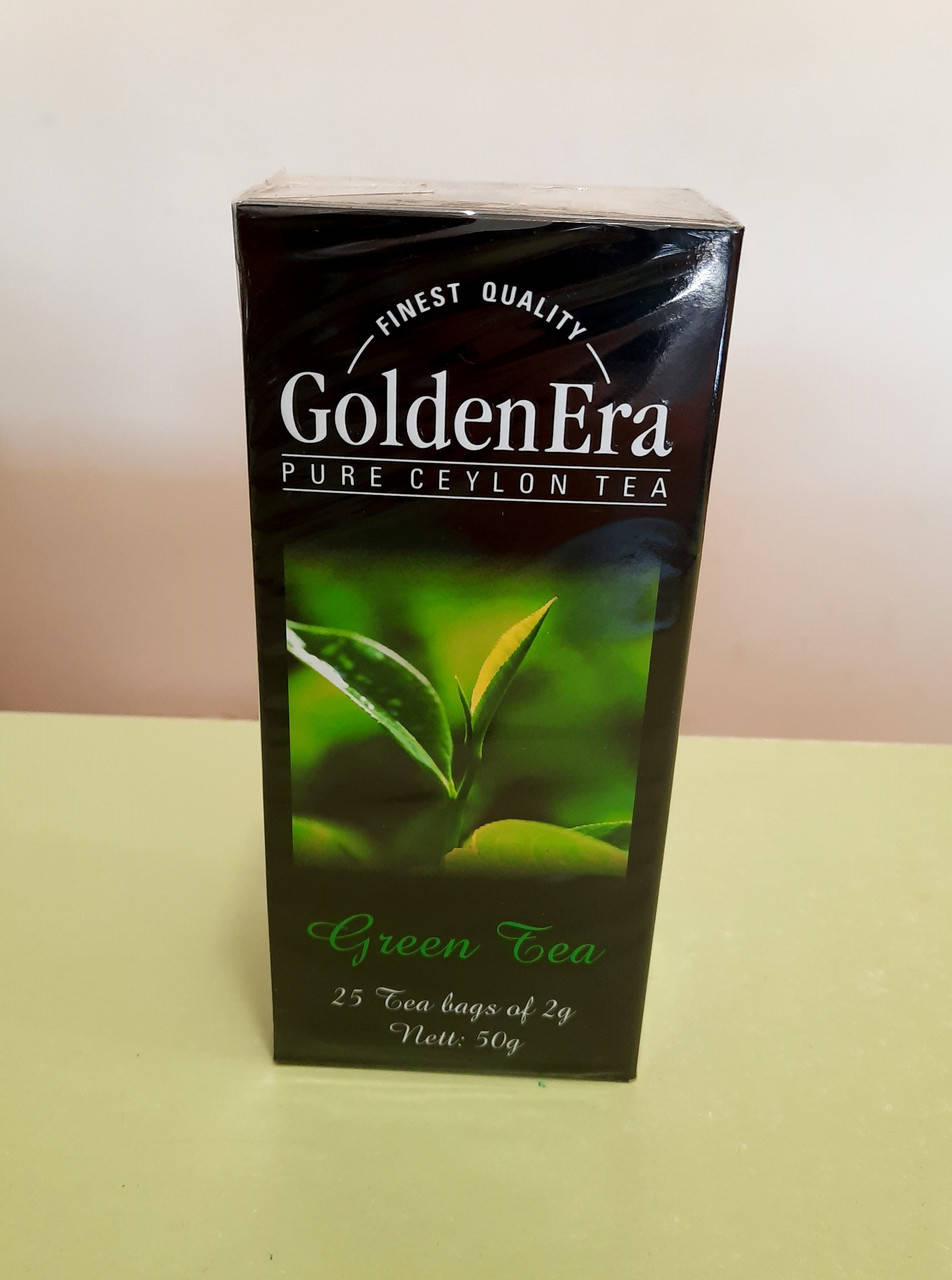 FINEST QUALITY
GoldenEra
PURE CEYLON TEA
Green Tea
25 Tea bags of 2g
Nett: 50g